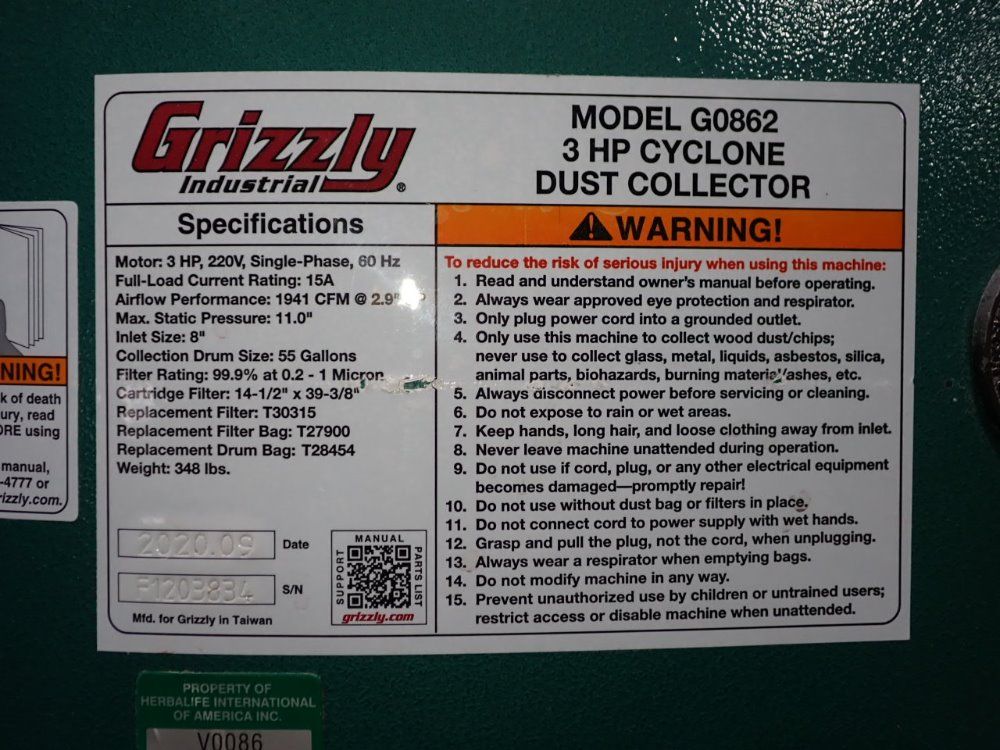 Grizzly
Industrial®
MODEL G0862
3 HP CYCLONE
DUST COLLECTOR
Specifications
Motor: 3 HP, 220V, Single-Phase, 60 Hz
Full-Load Current Rating: 15A
Airflow Performance: 1941 CFM @ 2.9"
Max. Static Pressure: 11.0"
Inlet Size: 8"
Collection Drum Size: 55 Gallons
Filter Rating: 99.9% at 0.2 - 1 Micron
Cartridge Filter: 14-1/2" x 39-3/8"
Replacement Filter: T30315
Replacement Filter Bag: T27900
Replacement Drum Bag: T28454
Weight: 348 lbs.
2020.09 Date
F1203834 S/N
Mfd. for Grizzly in Taiwan
MANUAL
SUPPORT
PARTS LIST
grizzly.com
WARNING!
To reduce the risk of serious injury when using this machine:
1. Read and understand owner's manual before operating.
2. Always wear approved eye protection and respirator.
3. Only plug power cord into a grounded outlet.
4. Only use this machine to collect wood dust/chips;
never use to collect glass, metal, liquids, asbestos, silica,
animal parts, biohazards, burning material/ashes, etc.
5. Always disconnect power before servicing or cleaning.
6. Do not expose to rain or wet areas.
7. Keep hands, long hair, and loose clothing away from inlet.
8. Never leave machine unattended during operation.
9. Do not use if cord, plug, or any other electrical equipment
becomes damaged—promptly repair!
10. Do not use without dust bag or filters in place.
11. Do not connect cord to power supply with wet hands.
12. Grasp and pull the plug, not the cord, when unplugging.
13. Always wear a respirator when emptying bags.
14. Do not modify machine in any way.
15. Prevent unauthorized use by children or untrained users;
restrict access or disable machine when unattended.
NING!
k of death
ury, read
ORE using
manual,
-4777 or
rizzly.com.
PROPERTY OF
HERBALIFE INTERNATIONAL
OF AMERICA INC.
V0086